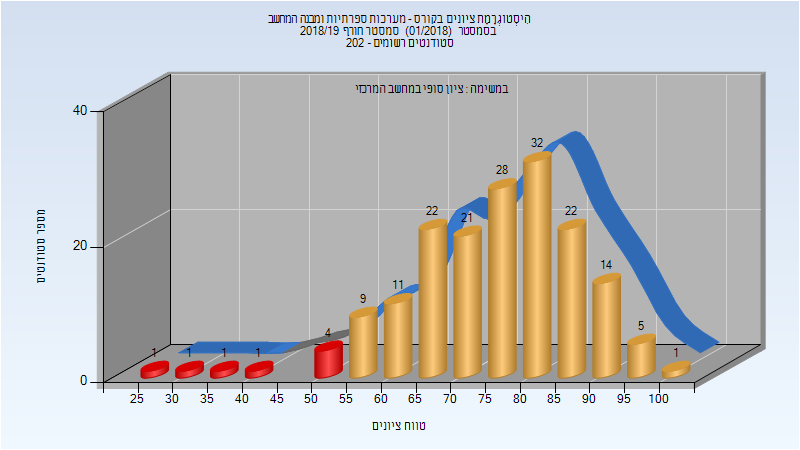 היסטוגרמת ציונים בקורס - מערכות ספרתיות ומבנה המחשב
בסמסטר (01/2018) סמסטר חורף 2018/19
סטודנטים רשומים - 202
במשימה : ציון סופי במחשב המרכזי
מספר סטודנטים
40
20
0
1
1
1
1
4
9
11
22
21
28
32
22
14
5
1
25 30 35 40 45 50 55 60 65 70 75 80 85 90 95 100
טווח ציונים